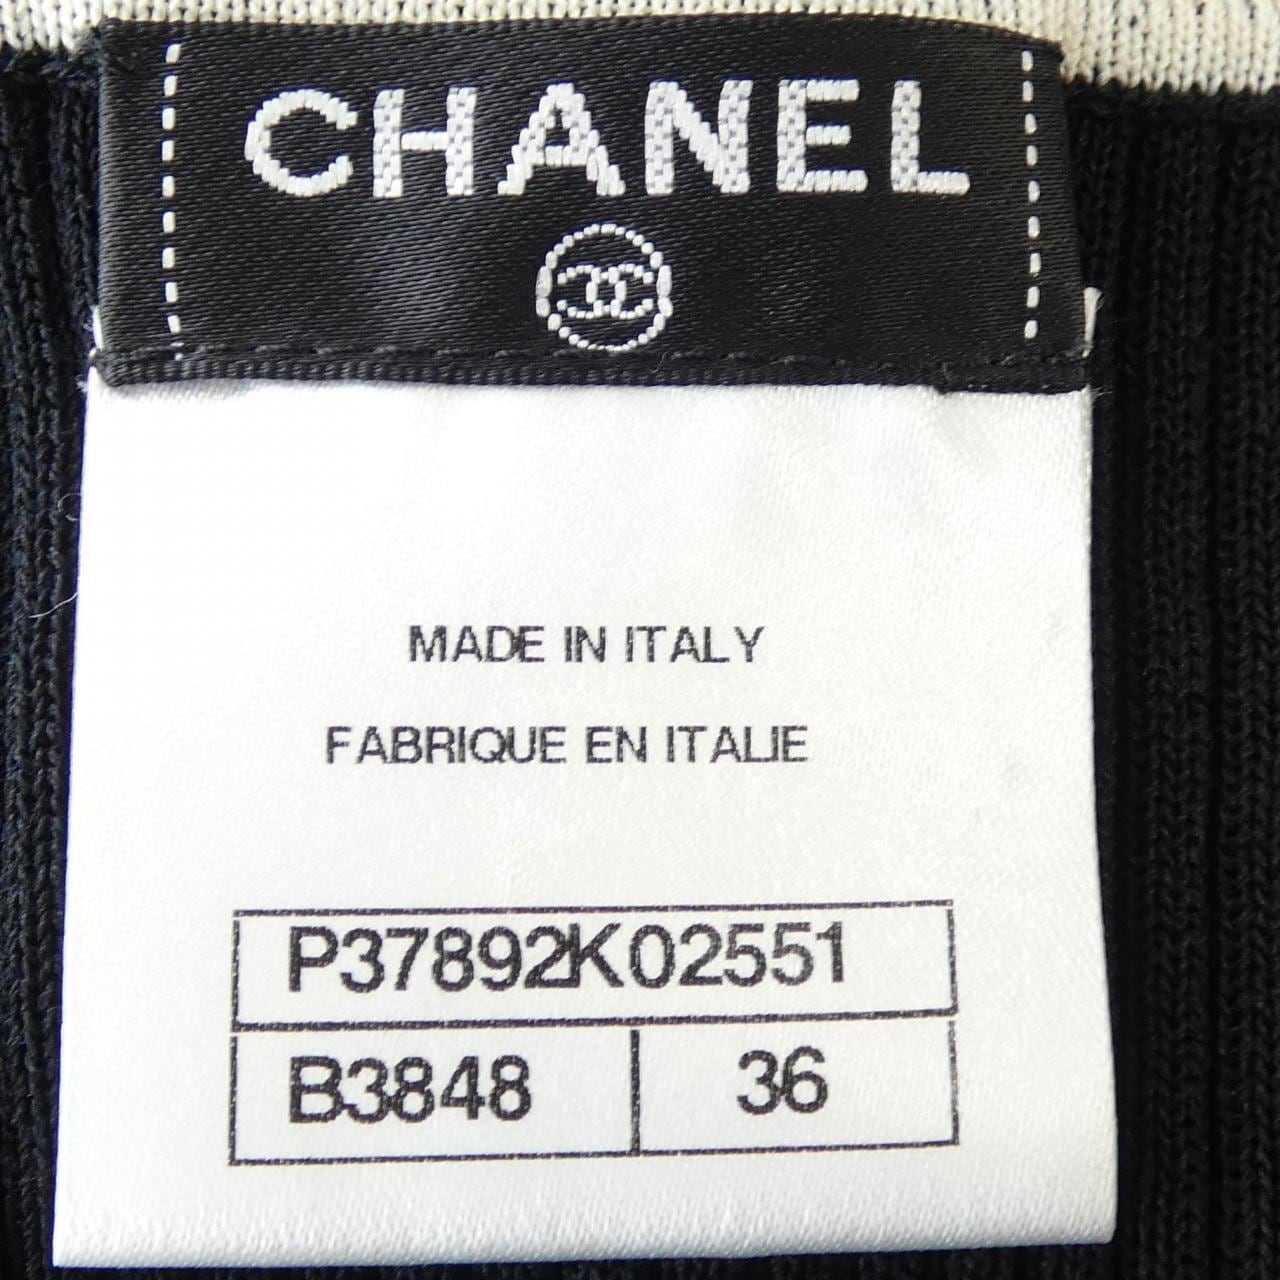 CHANEL
MADE IN ITALY
FABRIQUE EN ITALIE
P37892K02551
B3848 36